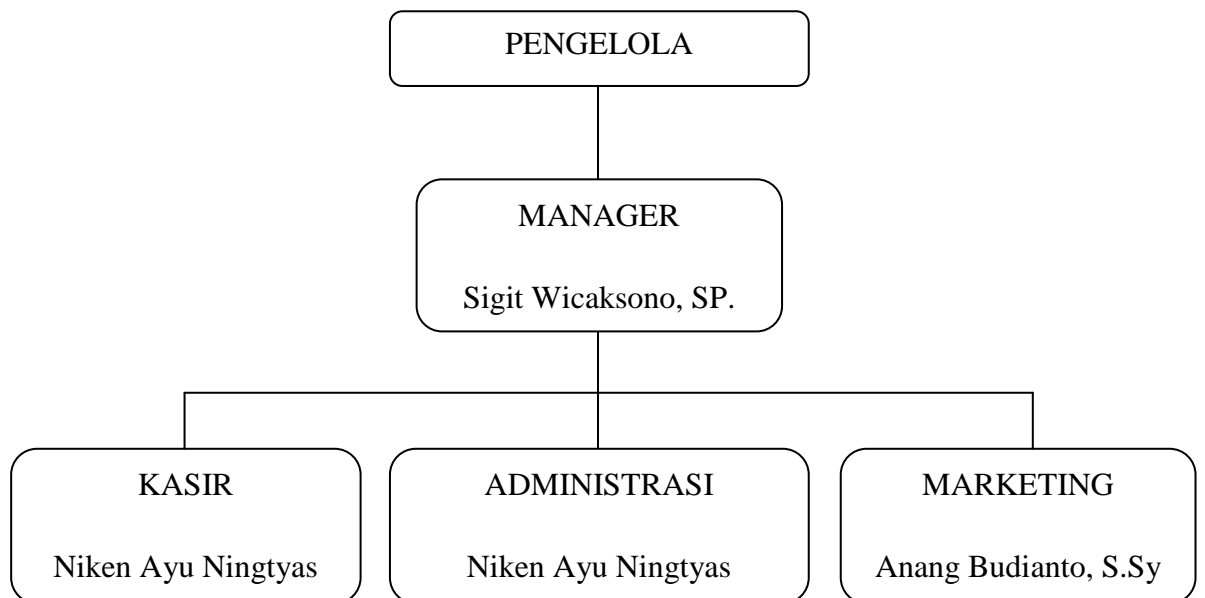 PENGELOLA
MANAGER
Sigit Wicaksono, SP.
KASIR
Niken Ayu Ningtyas
ADMINISTRASI
Niken Ayu Ningtyas
MARKETING
Anang Budianto, S.Sy